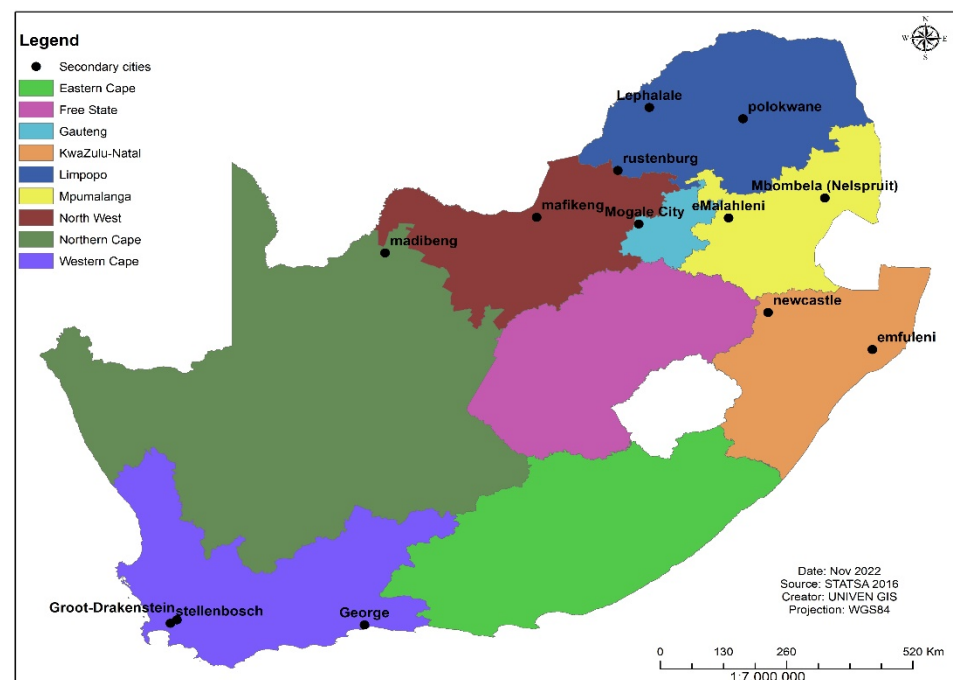 Legend
Secondary cities
Eastern Cape
Free State
Gauteng
KwaZulu-Natal
Limpopo
Mpumalanga
North West
Northern Cape
Western Cape
N
W E
S
Lephalale
polokwane
rustenburg
Mbombela (Nelspruit)
mafikeng
Mogale City
eMalahleni
madibeng
newcastle
emfuleni
Groot-Drakenstein
stellenbosch
George
Date: Nov 2022
Source: STATSA 2016
Creator: UNIVEN GIS
Projection: WGS84
0 130 260 520 Km
1:7 000 000